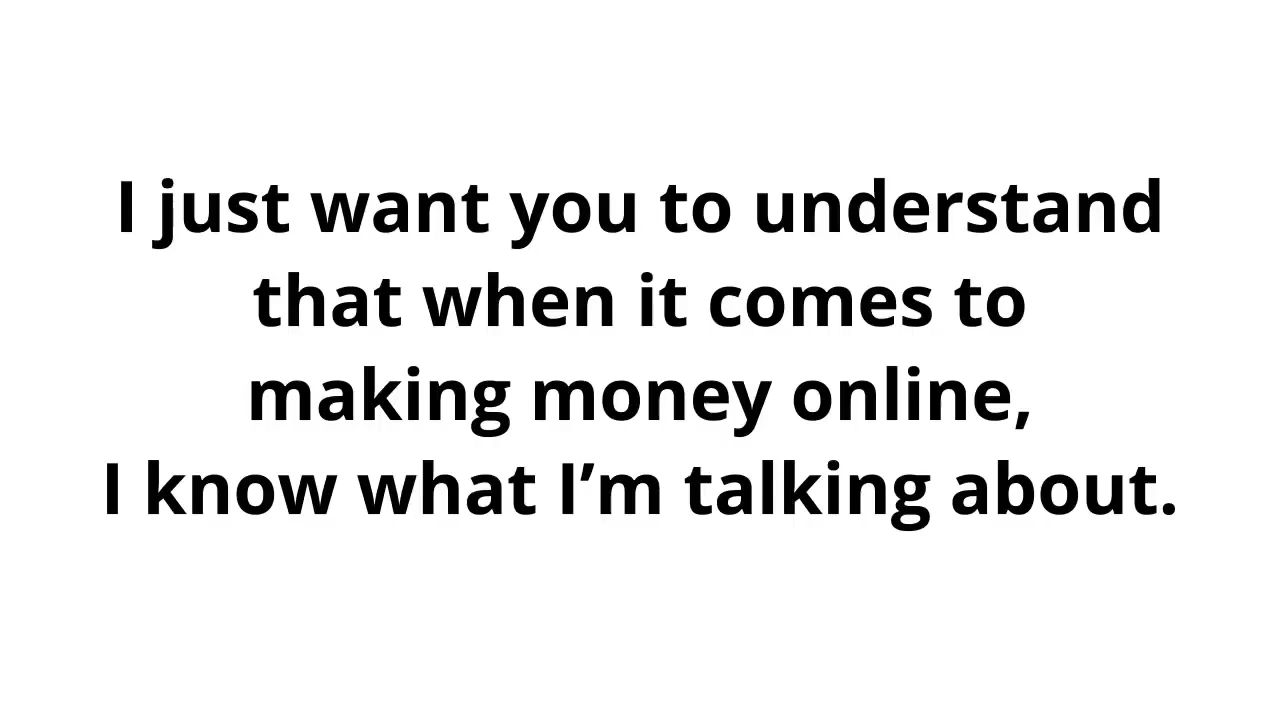 I just want you to understand
that when it comes to
making money online,
I know what I’m talking about.